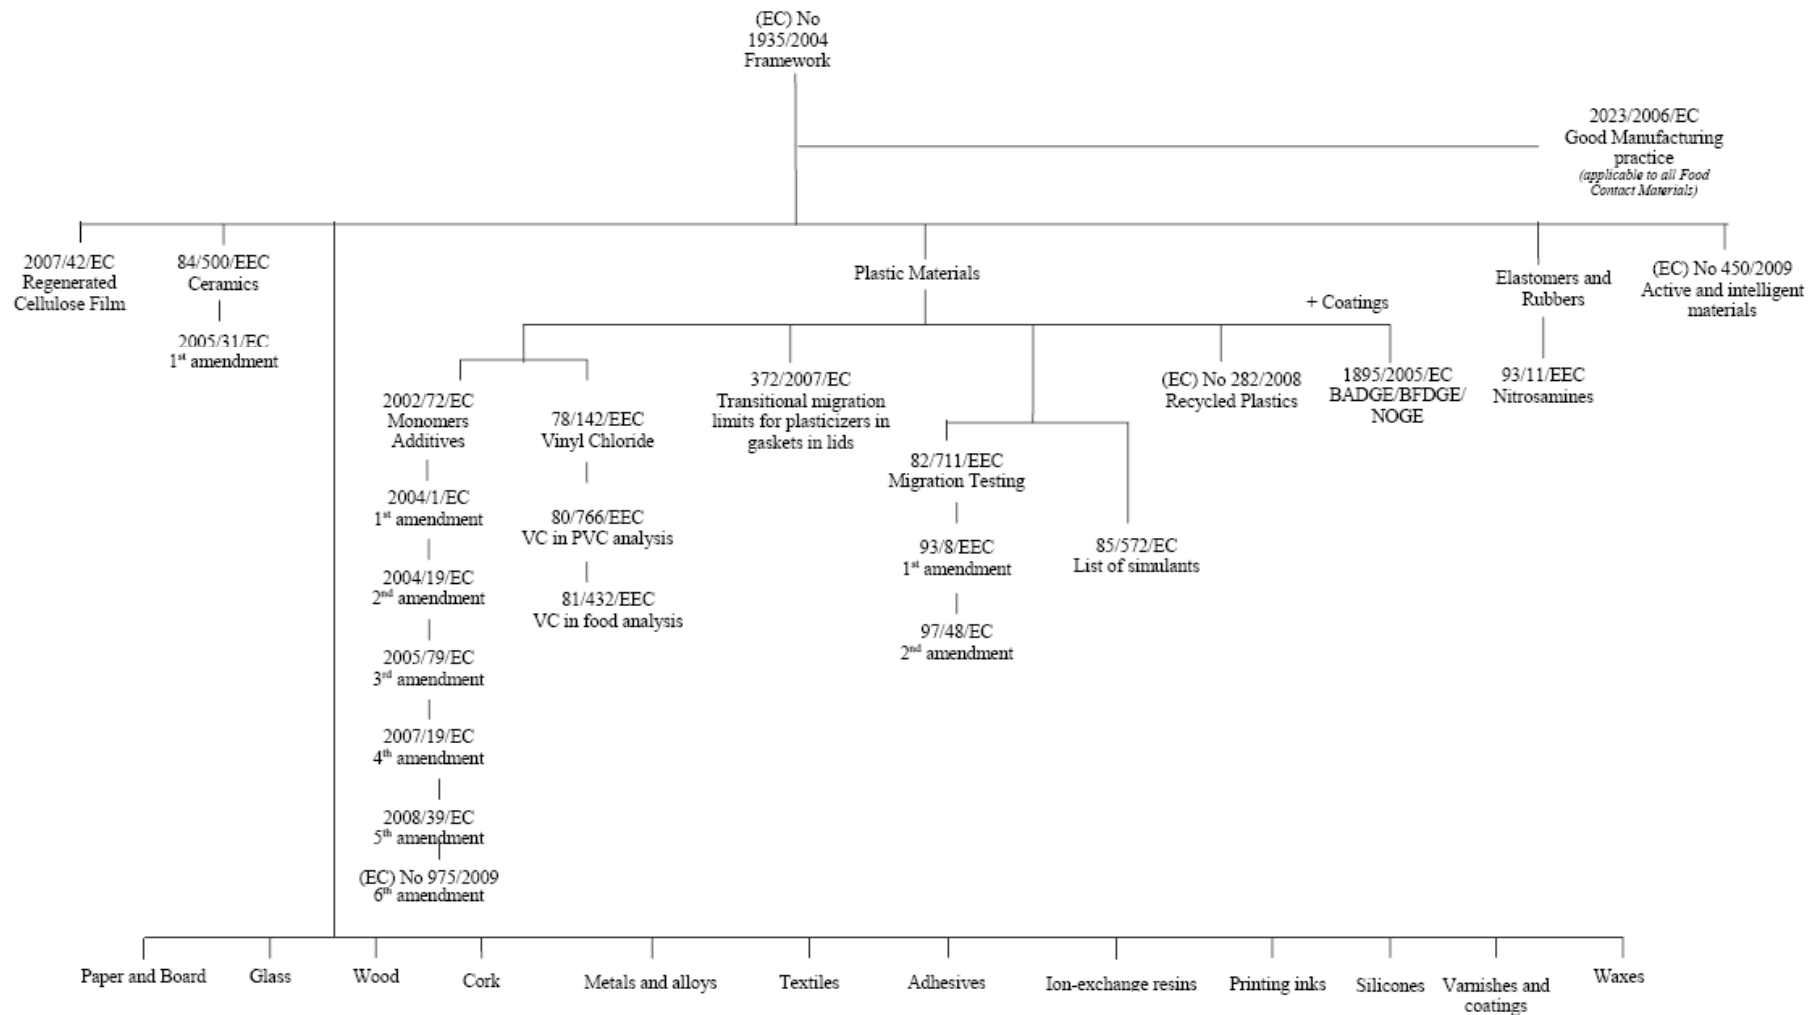 (EC) No
1935/2004
Framework
2023/2006/EC
Good Manufacturing
practice
(applicable to all Food
Contact Materials)
2007/42/EC
Regenerated
Cellulose Film
84/500/EEC
Ceramics
2005/31/EC
1st amendment
Plastic Materials
+ Coatings
Elastomers and
Rubbers
(EC) No 450/2009
Active and intelligent
materials
2002/72/EC
Monomers
Additives
2004/1/EC
1st amendment
2004/19/EC
2nd amendment
2005/79/EC
3rd amendment
2007/19/EC
4th amendment
2008/39/EC
5th amendment
(EC) No 975/2009
6th amendment
78/142/EEC
Vinyl Chloride
80/766/EEC
VC in PVC analysis
81/432/EEC
VC in food analysis
372/2007/EC
Transitional migration
limits for plasticizers in
gaskets in lids
82/711/EEC
Migration Testing
93/8/EEC
1st amendment
97/48/EC
2nd amendment
85/572/EC
List of simulants
(EC) No 282/2008
Recycled Plastics
1895/2005/EC
BADGE/BFDGE/
NOGE
93/11/EEC
Nitrosamines
Paper and Board
Glass
Wood
Cork
Metals and alloys
Textiles
Adhesives
Ion-exchange resins
Printing inks
Silicones
Varnishes and
coatings
Waxes